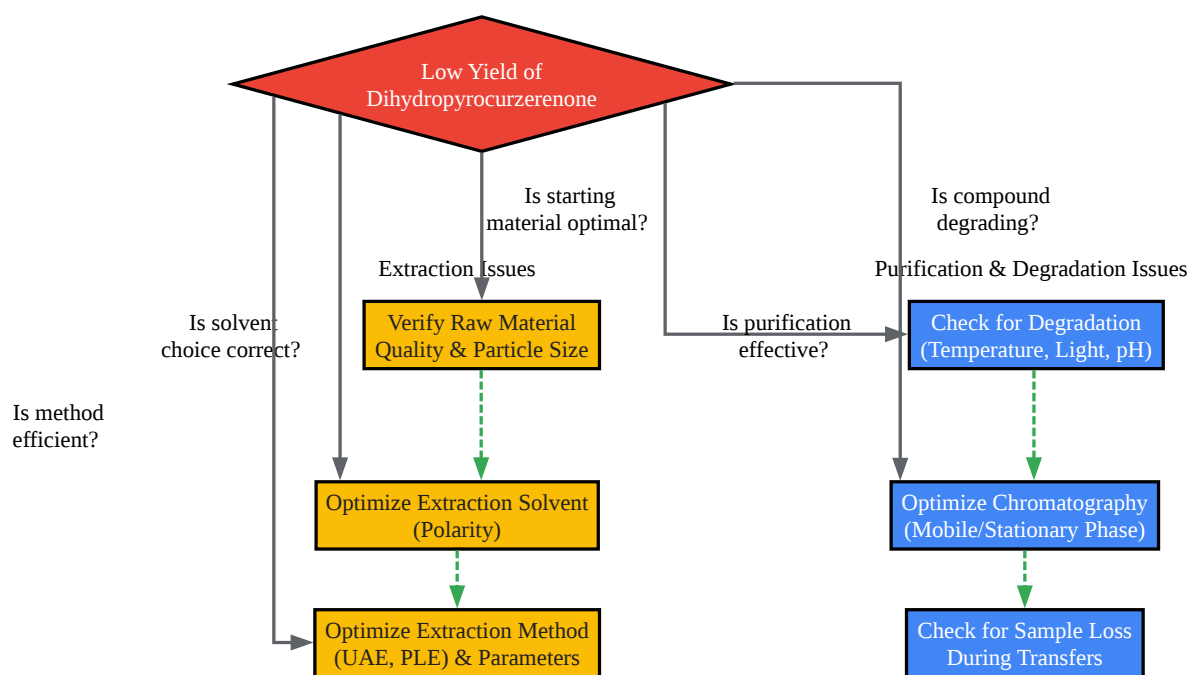 Low Yield of
Dihydropyrocurzerenone
Is starting
material optimal?
Is compound
degrading?
Extraction Issues
Purification & Degradation Issues
Is solvent
choice correct?
Verify Raw Material
Quality & Particle Size
Is purification
effective?
Check for Degradation
(Temperature, Light, pH)
Is method
efficient?
Optimize Extraction Solvent
(Polarity)
Optimize Chromatography
(Mobile/Stationary Phase)
Optimize Extraction Method
(UAE, PLE) & Parameters
Check for Sample Loss
During Transfers